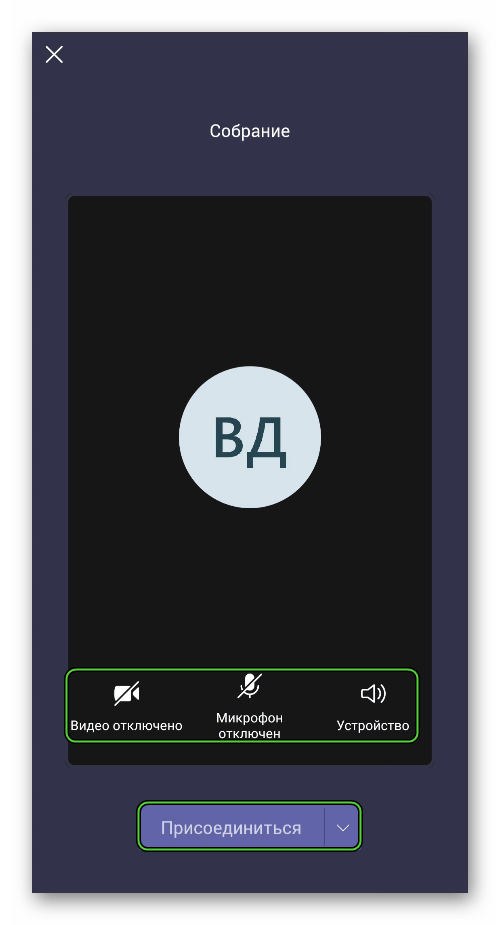 Собрание
ВД
Видео отключено
Микрофон
отключен
Устройство
Присоединиться